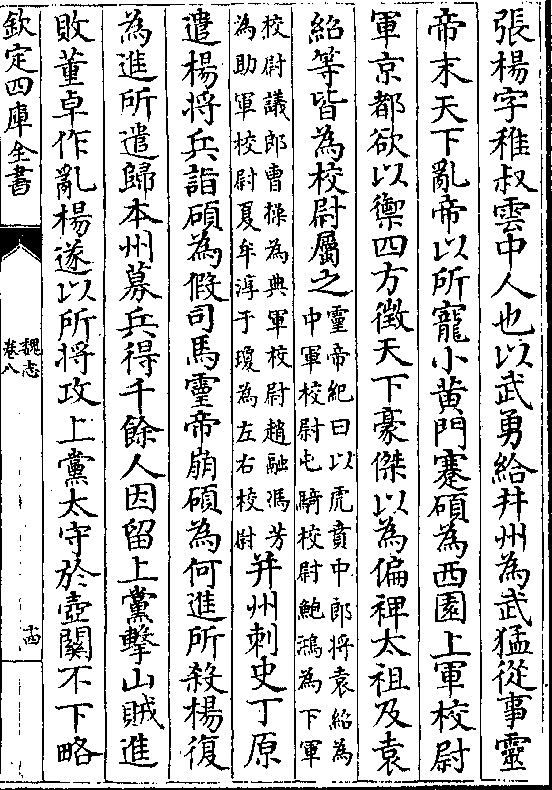 張楊字稚叔雲中人也以武勇給并州為武猛從事靈
帝末天下亂帝以所寵小黄門蹇碩為西園上軍校尉
軍京都欲以禦四方徵天下豪傑以為偏裨太祖及袁
紹等皆為校尉屬之
靈帝紀曰以虎賁中郎将袁紹為
中軍校尉屯騎校尉鮑鴻為下軍
校尉議郎曹操為典軍校尉趙融馮芳
為助軍校尉夏牟淳于瓊為左右校尉
并州刺史丁原
遣楊将兵詣碩為假司馬靈帝崩碩為何進所殺楊復
為進所遣歸本州募兵得千餘人因留上黨擊山賊進
敗董卓作亂楊遂以所将攻上黨太守於壺關不下略
欽定四庫全書
魏志
卷八
十四